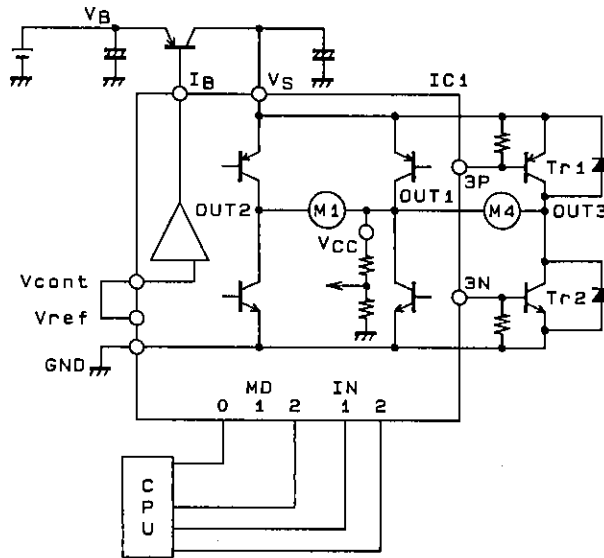 VB
IB
VS
IC1
3P
Tr1
OUT1
OUT2
M1
M4
OUT3
VCC
Vcont
3N
Tr2
Vref
GND
MD IN
0 1 2 1 2
CPU